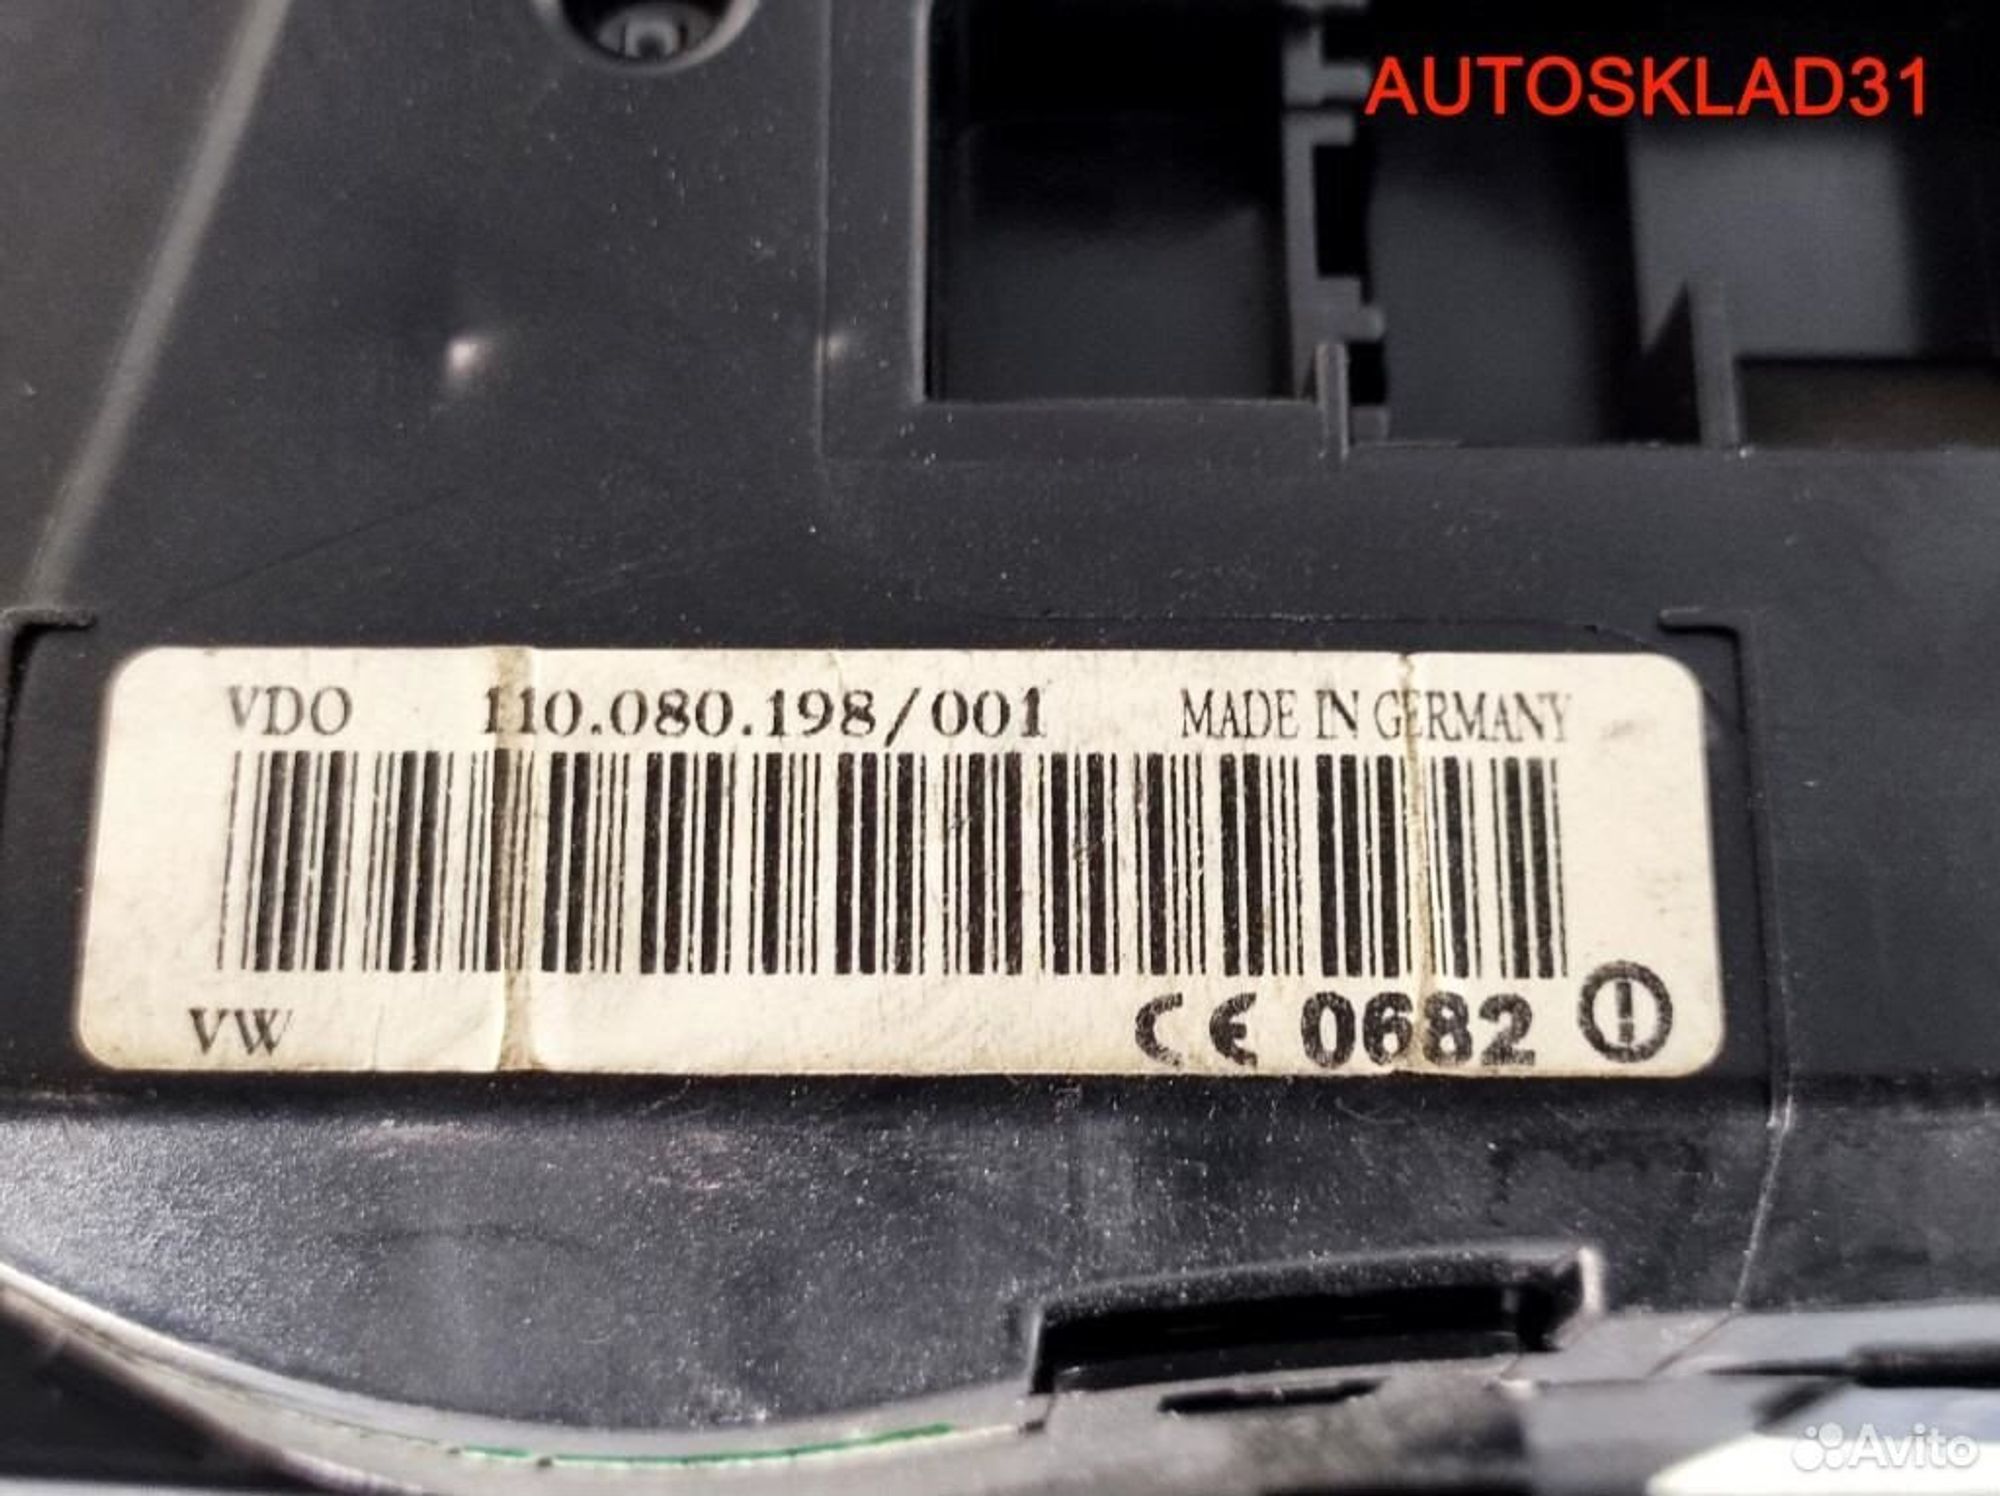 AUTOSKLAD31
VDO 110.080.198/001 MADE IN GERMANY
VW
CE 0682
Avito